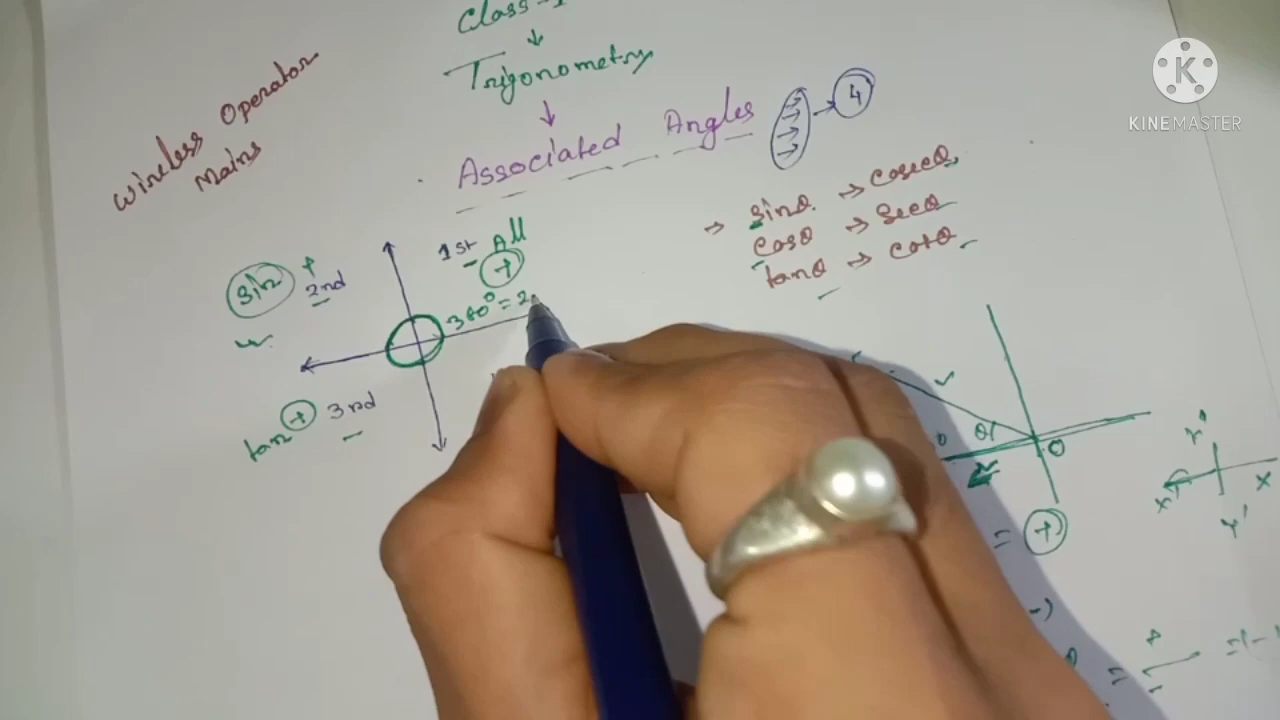 Class-1
↓
Trigonometry
↓
Associated Angles → 4
Wireless Operator
Mains
K
KINEMASTER
→ sinθ → cosecθ
cosθ → secθ
tanθ → cotθ
1st All
+
sin + 2nd
360° = 2
tan + 3rd
θ O
x' x
y'
= +